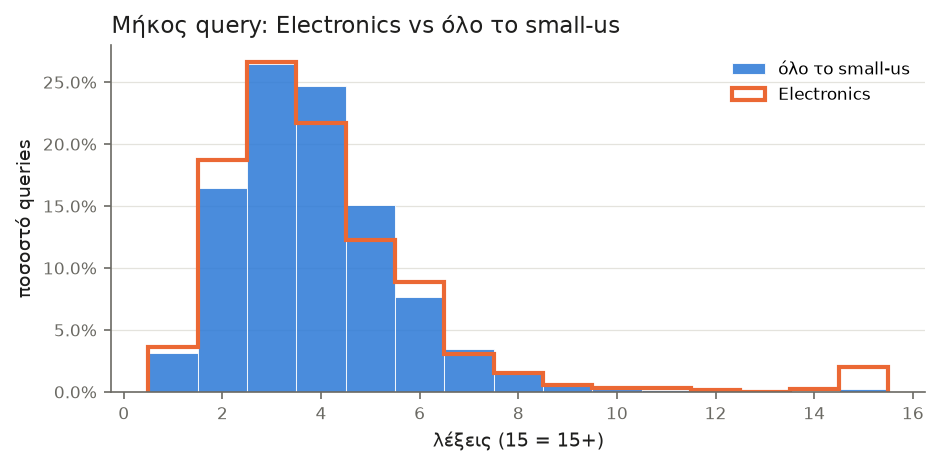 Μήκος query: Electronics vs όλο το small-us
όλο το small-us
Electronics
ποσοστό queries
25.0%
20.0%
15.0%
10.0%
5.0%
0.0%
0 2 4 6 8 10 12 14 16
λέξεις (15 = 15+)